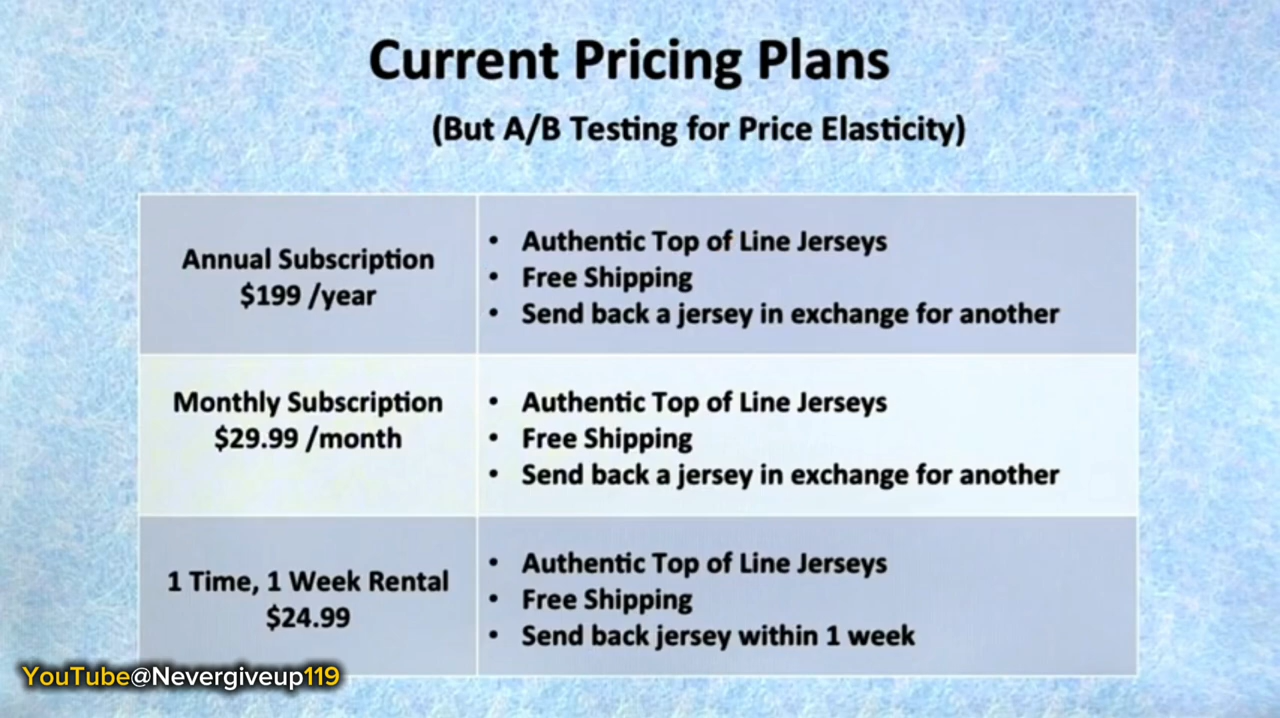 Current Pricing Plans
(But A/B Testing for Price Elasticity)
Annual Subscription
$199 /year
• Authentic Top of Line Jerseys
• Free Shipping
• Send back a jersey in exchange for another
Monthly Subscription
$29.99 /month
• Authentic Top of Line Jerseys
• Free Shipping
• Send back a jersey in exchange for another
1 Time, 1 Week Rental
$24.99
• Authentic Top of Line Jerseys
• Free Shipping
• Send back jersey within 1 week
YouTube@Nevergiveup119